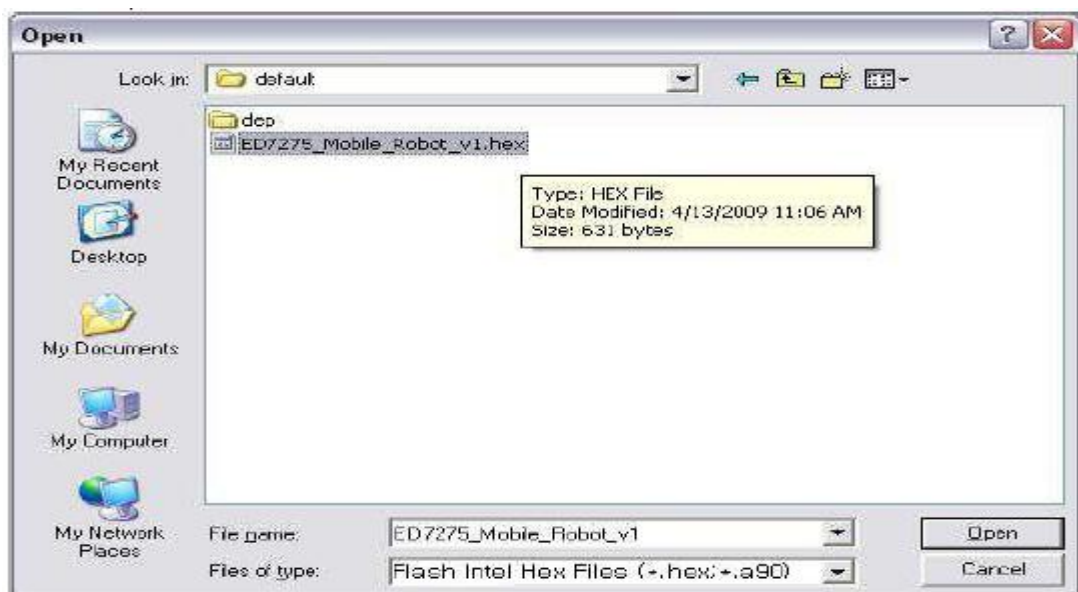 Open
Look in:
default
dep
ED7275_Mobile_Robot_v1.hex
My Recent
Documents
Type: HEX File
Date Modified: 4/13/2009 11:06 AM
Size: 631 bytes
Desktop
My Documents
My Computer
My Network
Places
File name:
ED7275_Mobile_Robot_v1
Open
Files of type:
Flash Intel Hex Files (*.hex;*.a90)
Cancel